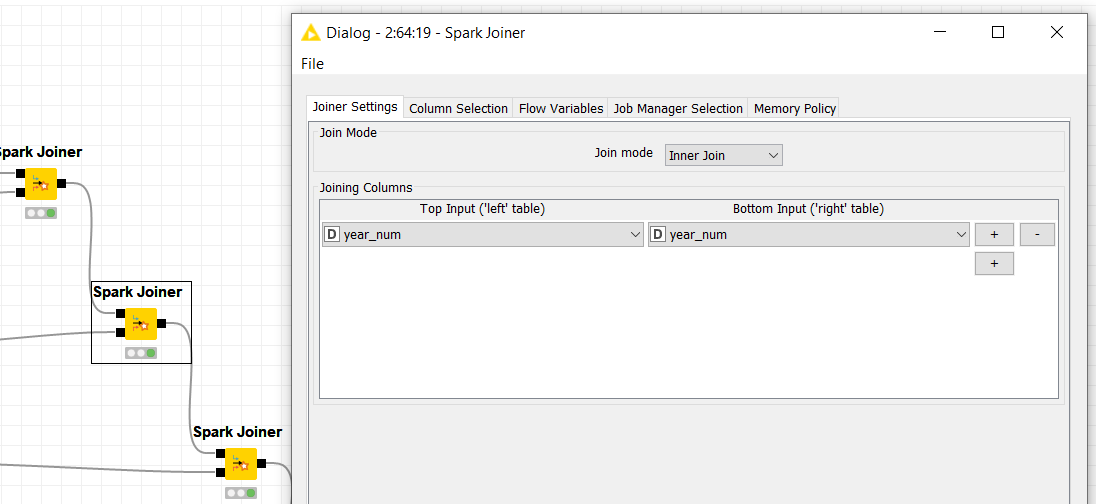 Dialog - 2:64:19 - Spark Joiner
File
Joiner Settings Column Selection Flow Variables Job Manager Selection Memory Policy
Join Mode
Join mode Inner Join
Joining Columns
Top Input ('left' table) Bottom Input ('right' table)
D year_num D year_num + -
+
park Joiner
Spark Joiner
Spark Joiner